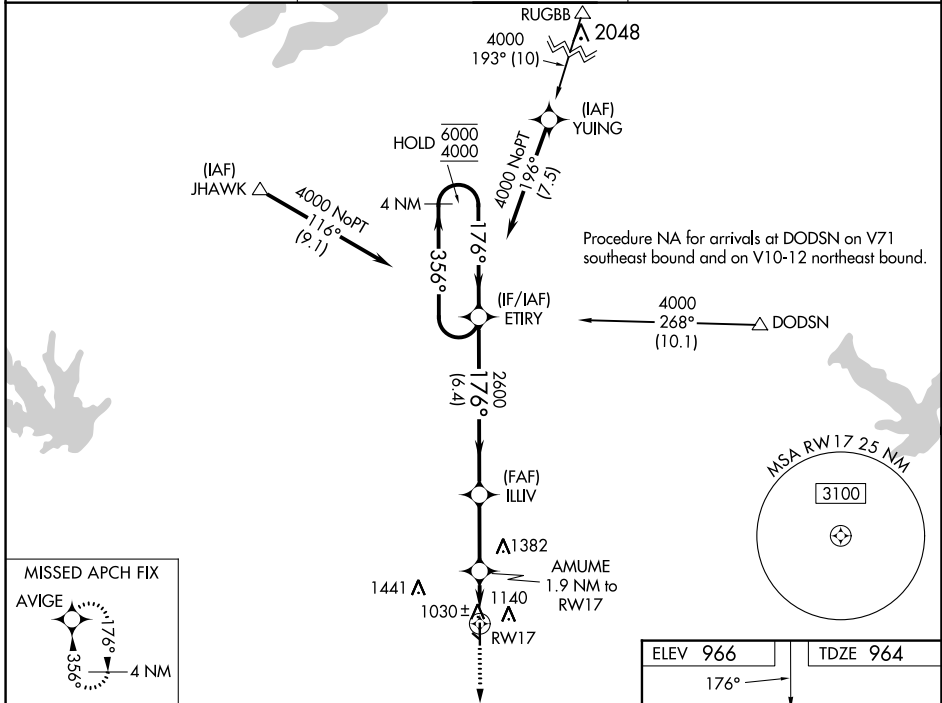 RUGBB
2048
4000
193° (10)
(IAF)
YUING
HOLD 6000
4000
4000 NoPT
196°
(7.5)
(IAF)
JHAWK
4 NM
4000 NoPT
116°
(9.1)
176°
356°
Procedure NA for arrivals at DODSN on V71
southeast bound and on V10-12 northeast bound.
(IF/IAF)
ETIRY
4000
268°
(10.1)
DODSN
2600
176°
(6.4)
MSA RW17 25 NM
3100
(FAF)
ILLIV
1382
AMUME
1.9 NM to
RW17
1441
1140
1030 ±
RW17
MISSED APCH FIX
AVIGE
176°
356°
4 NM
ELEV 966
TDZE 964
176°